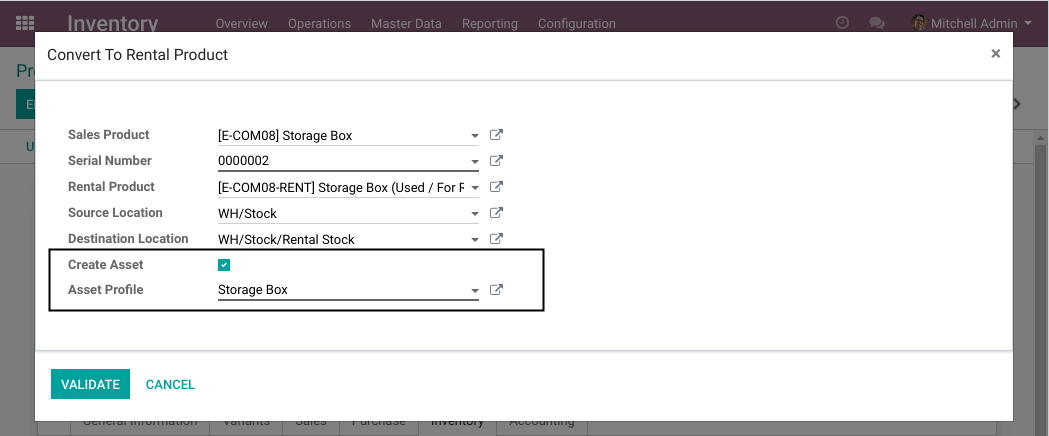 Inventory Overview Operations Master Data Reporting Configuration Mitchell Admin
Convert To Rental Product ×
Sales Product [E-COM08] Storage Box
Serial Number 0000002
Rental Product [E-COM08-RENT] Storage Box (Used / For
Source Location WH/Stock
Destination Location WH/Stock/Rental Stock
Create Asset
Asset Profile Storage Box
VALIDATE CANCEL
General Information Variants Sales Purchase Inventory Accounting